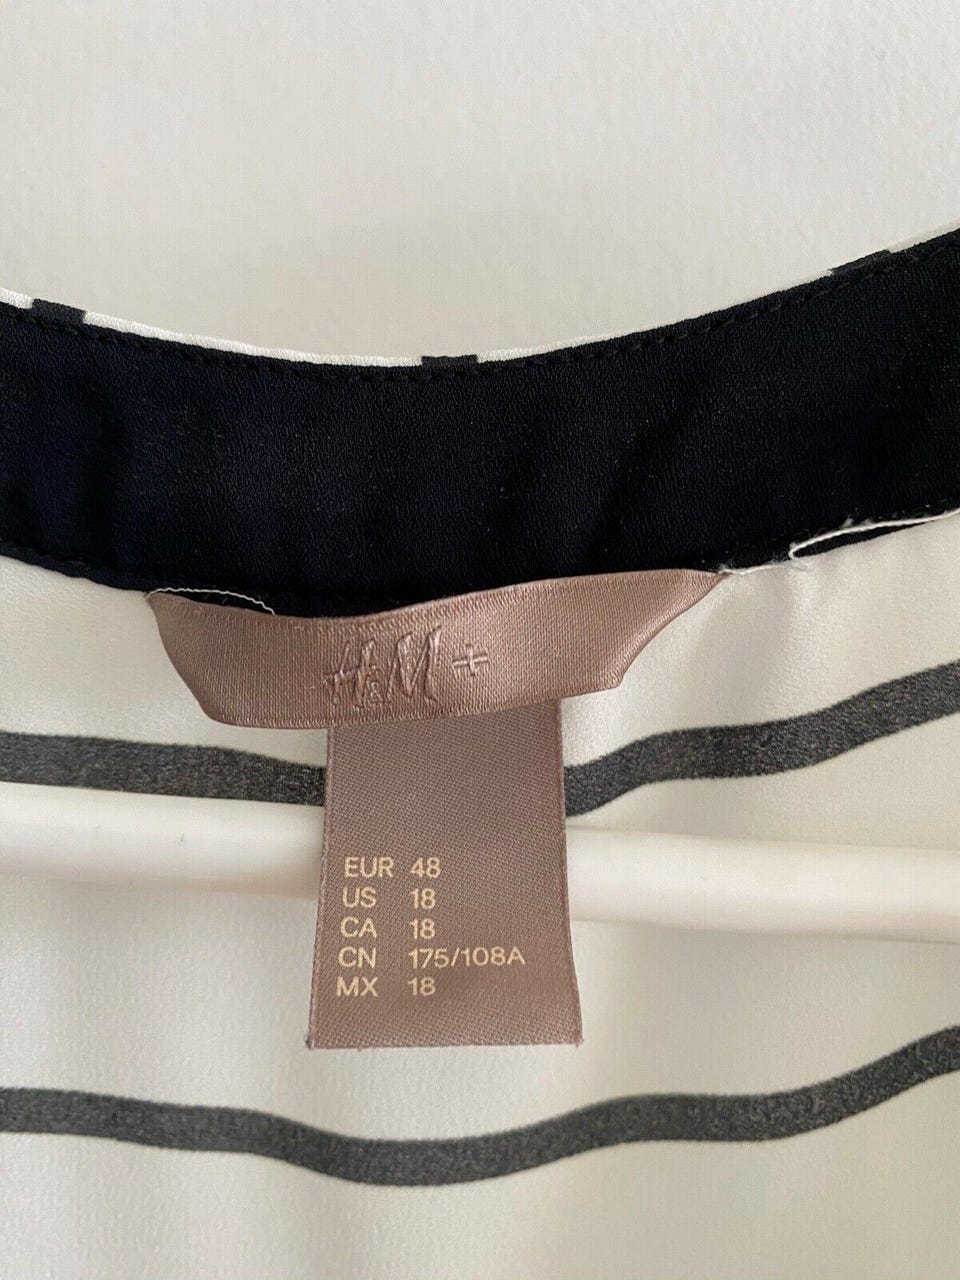 H&M+
EUR 48
US 18
CA 18
CN 175/108A
MX 18